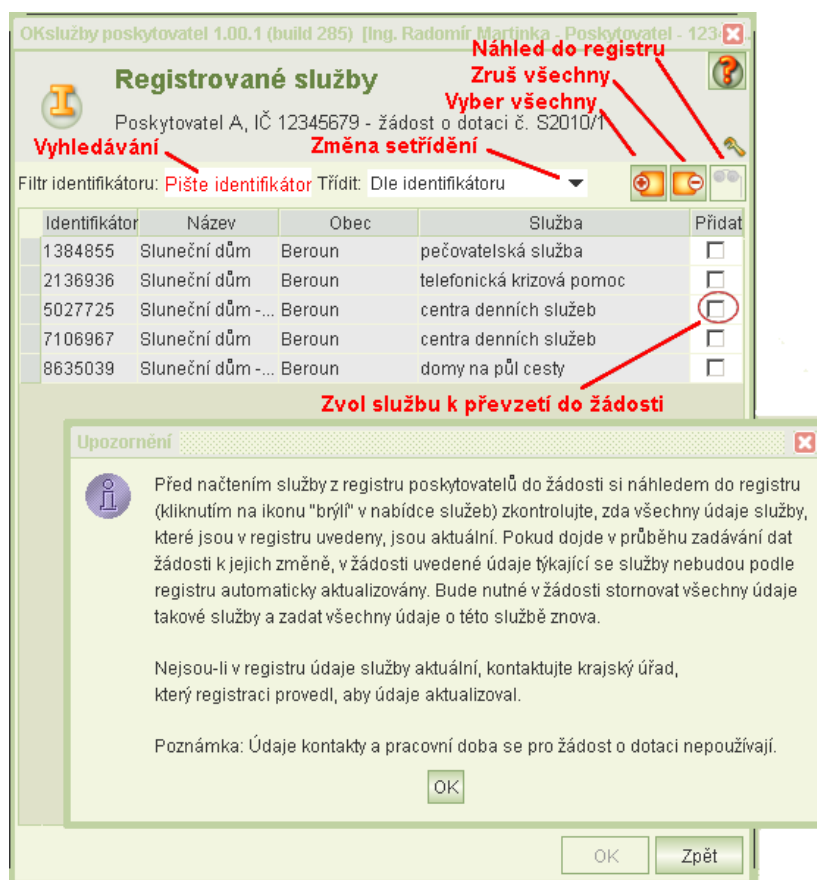 OKslužby poskytovatel 1.00.1 (build 285) [Ing. Radomír Martinka - Poskytovatel - 1234...
Náhled do registru
Registrované služby
Zruš všechny
Vyber všechny
Poskytovatel A, IČ 12345679 - žádost o dotaci č. S2010/1
Vyhledávání
Změna setřídění
Filtr identifikátoru: Pište identifikátor Třídit: Dle identifikátoru
Identifikátor Název Obec Služba Přidat
1384855 Sluneční dům Beroun pečovatelská služba
2136936 Sluneční dům Beroun telefonická krizová pomoc
5027725 Sluneční dům -... Beroun centra denních služeb
7106967 Sluneční dům Beroun centra denních služeb
8635039 Sluneční dům -... Beroun domy na půl cesty
Zvol službu k převzetí do žádosti
Upozornění
Před načtením služby z registru poskytovatelů do žádosti si náhledem do registru
(kliknutím na ikonu "brýlí" v nabídce služeb) zkontrolujte, zda všechny údaje služby,
které jsou v registru uvedeny, jsou aktuální. Pokud dojde v průběhu zadávání dat
žádosti k jejich změně, v žádosti uvedené údaje týkající se služby nebudou podle
registru automaticky aktualizovány. Bude nutné v žádosti stornovat všechny údaje
takové služby a zadat všechny údaje o této službě znova.
Nejsou-li v registru údaje služby aktuální, kontaktujte krajský úřad,
který registraci provedl, aby údaje aktualizoval.
Poznámka: Údaje kontakty a pracovní doba se pro žádost o dotaci nepoužívají.
OK
OK Zpět